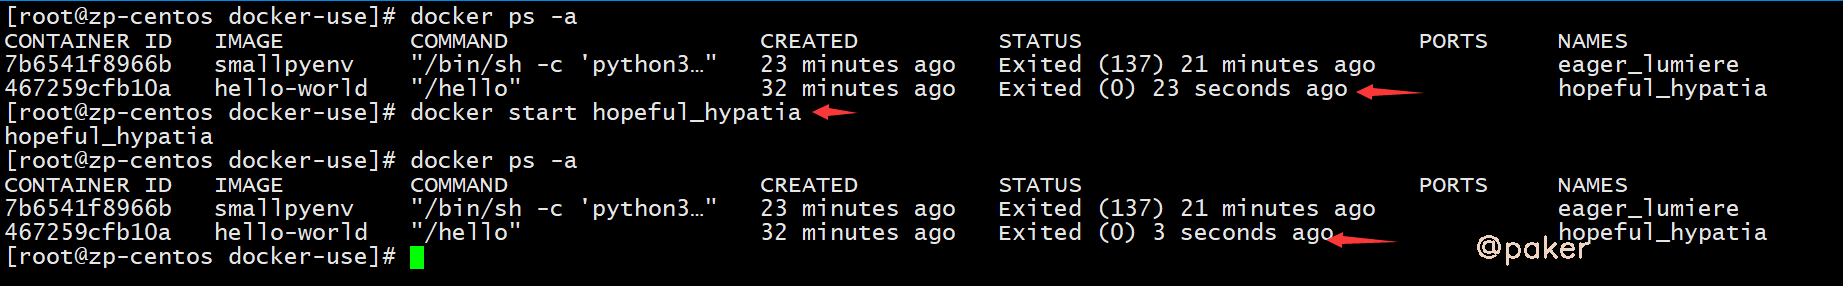 [root@zp-centos docker-use]# docker ps -a
CONTAINER ID   IMAGE         COMMAND                  CREATED          STATUS                        PORTS     NAMES
7b6541f8966b   smallpyenv    "/bin/sh -c 'python3…"   23 minutes ago   Exited (137) 21 minutes ago             eager_lumiere
467259cfb10a   hello-world   "/hello"                 32 minutes ago   Exited (0) 23 seconds ago               hopeful_hypatia
[root@zp-centos docker-use]# docker start hopeful_hypatia
hopeful_hypatia
[root@zp-centos docker-use]# docker ps -a
CONTAINER ID   IMAGE         COMMAND                  CREATED          STATUS                        PORTS     NAMES
7b6541f8966b   smallpyenv    "/bin/sh -c 'python3…"   23 minutes ago   Exited (137) 21 minutes ago             eager_lumiere
467259cfb10a   hello-world   "/hello"                 32 minutes ago   Exited (0) 3 seconds ago                hopeful_hypatia
[root@zp-centos docker-use]#
@paker